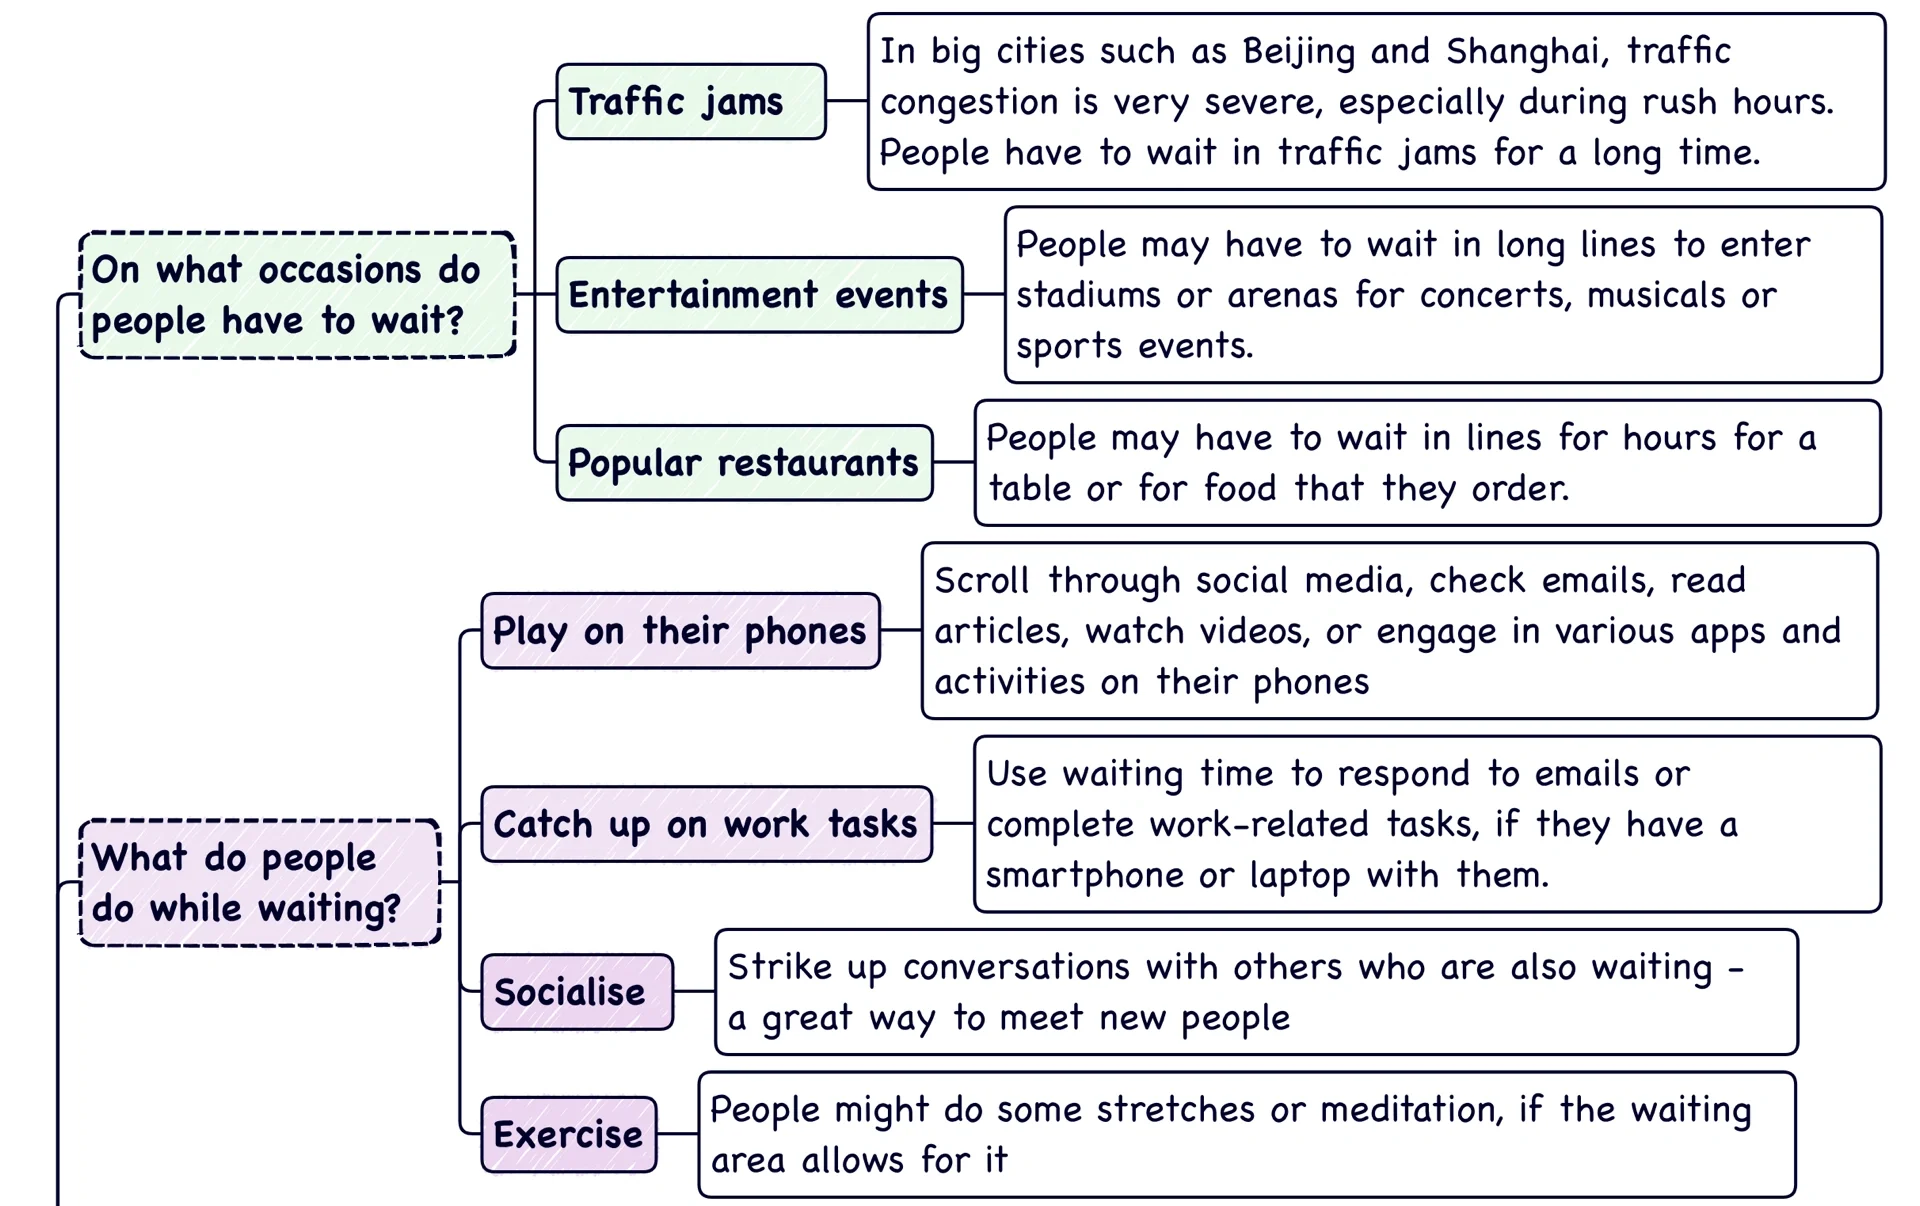 On what occasions do
people have to wait?
Traffic jams
In big cities such as Beijing and Shanghai, traffic
congestion is very severe, especially during rush hours.
People have to wait in traffic jams for a long time.
Entertainment events
People may have to wait in long lines to enter
stadiums or arenas for concerts, musicals or
sports events.
Popular restaurants
People may have to wait in lines for hours for a
table or for food that they order.
What do people
do while waiting?
Play on their phones
Scroll through social media, check emails, read
articles, watch videos, or engage in various apps and
activities on their phones
Catch up on work tasks
Use waiting time to respond to emails or
complete work-related tasks, if they have a
smartphone or laptop with them.
Socialise
Strike up conversations with others who are also waiting -
a great way to meet new people
Exercise
People might do some stretches or meditation, if the waiting
area allows for it